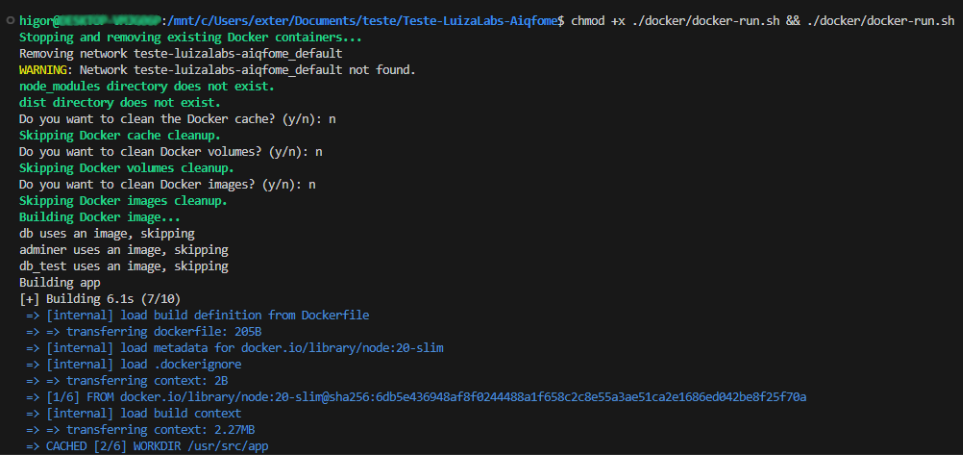 higor@:/mnt/c/Users/exter/Documents/teste/Teste-LuizaLabs-Aiqfome$ chmod +x ./docker/docker-run.sh && ./docker/docker-run.sh
Stopping and removing existing Docker containers...
Removing network teste-luizalabs-aiqfome_default
WARNING: Network teste-luizalabs-aiqfome_default not found.
node_modules directory does not exist.
dist directory does not exist.
Do you want to clean the Docker cache? (y/n): n
Skipping Docker cache cleanup.
Do you want to clean Docker volumes? (y/n): n
Skipping Docker volumes cleanup.
Do you want to clean Docker images? (y/n): n
Skipping Docker images cleanup.
Building Docker image...
db uses an image, skipping
adminer uses an image, skipping
db_test uses an image, skipping
Building app
[+] Building 6.1s (7/10)
=> [internal] load build definition from Dockerfile
=> => transferring dockerfile: 205B
=> [internal] load metadata for docker.io/library/node:20-slim
=> [internal] load .dockerignore
=> => transferring context: 2B
=> [1/6] FROM docker.io/library/node:20-slim@sha256:6db5e436948af8f0244488a1f658c2c8e55a3ae51ca2e1686ed042be8f25f70a
=> [internal] load build context
=> => transferring context: 2.27MB
=> CACHED [2/6] WORKDIR /usr/src/app